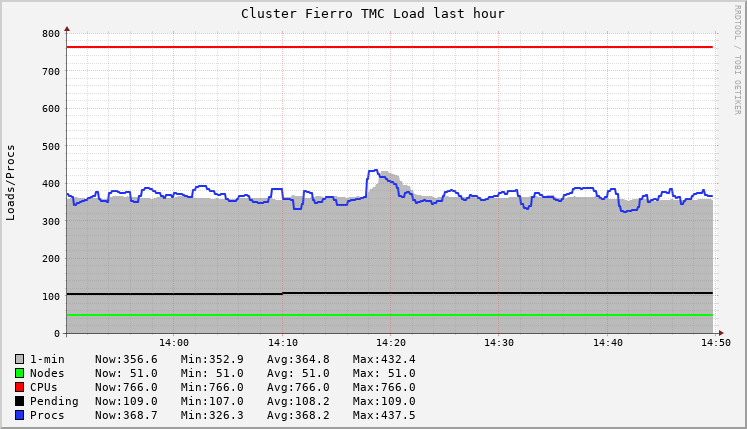 Cluster Fierro TMC Load last hour
RRDTOOL / TOBI OETIKER
Loads/Procs
800
700
600
500
400
300
200
100
0
14:00 14:10 14:20 14:30 14:40 14:50
1-min Now:356.6 Min:352.9 Avg:364.8 Max:432.4
Nodes Now: 51.0 Min: 51.0 Avg: 51.0 Max: 51.0
CPUs Now:766.0 Min:766.0 Avg:766.0 Max:766.0
Pending Now:109.0 Min:107.0 Avg:108.2 Max:109.0
Procs Now:368.7 Min:326.3 Avg:368.2 Max:437.5